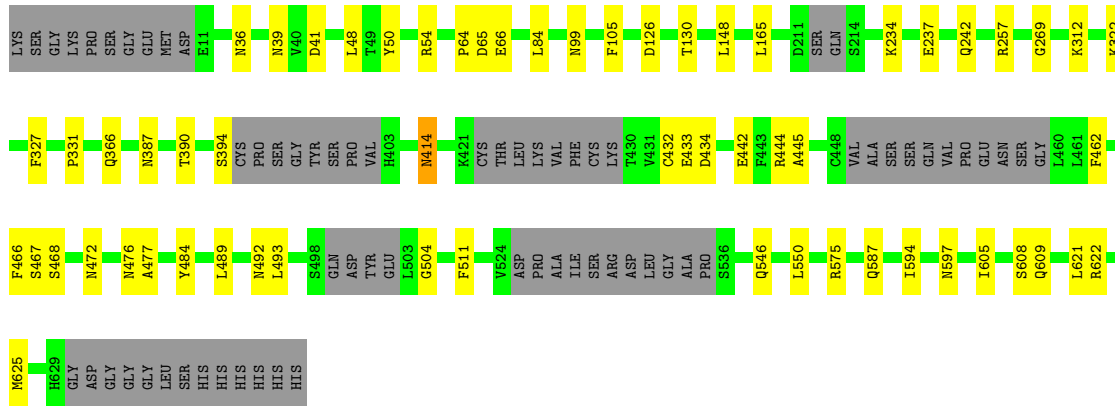 LYS SER GLY LYS PRO SER GLY GLU MET ASP E11 N36 N39 V40 D41 L48 T49 Y50 R54 P64 D65 E66 L84 N99 F105 D126 T130 L148 L165 D211 SER GLN S214 K234 E237 Q242 R257 G269 K312 K322
F327 P331 Q366 N387 T390 S394 CYS PRO SER GLY TYR SER PRO VAL H403 N414 K421 CYS THR LEU LYS VAL PHE CYS LYS T430 V431 C432 E433 D434 E442 F443 R444 A445 C448 VAL ALA SER SER GLN VAL PRO GLU ASN SER GLY L460 L461 F462
F466 S467 S468 N472 N476 A477 Y484 L489 N492 L493 S498 GLN ASP TYR GLU L503 G504 F511 V524 ASP PRO ALA ILE SER ARG ASP LEU GLY ALA PRO S536 Q546 L550 R575 Q587 I594 N597 I605 S608 Q609 L621 R622
M625 H629 GLY ASP GLY GLY GLY LEU SER HIS HIS HIS HIS HIS HIS